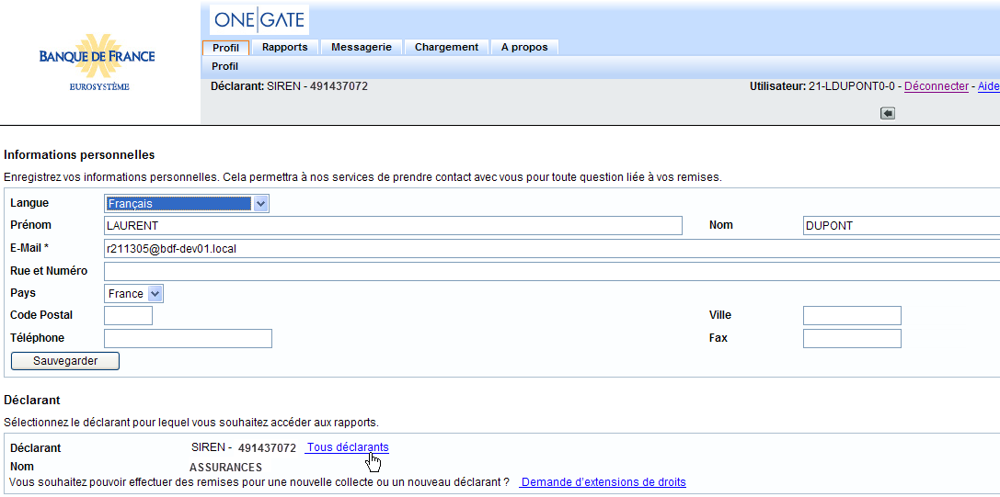 ONE GATE
BANQUE DE FRANCE
EUROSYSTÈME
Profil Rapports Messagerie Chargement A propos
Profil
Déclarant: SIREN - 491437072 Utilisateur: 21-LDUPONT0-0 - Déconnecter - Aide
Informations personnelles
Enregistrez vos informations personnelles. Cela permettra à nos services de prendre contact avec vous pour toute question liée à vos remises.
Langue Français
Prénom LAURENT Nom DUPONT
E-Mail * r211305@bdf-dev01.local
Rue et Numéro
Pays France
Code Postal Ville
Téléphone Fax
Sauvegarder
Déclarant
Sélectionnez le déclarant pour lequel vous souhaitez accéder aux rapports.
Déclarant SIREN - 491437072 Tous déclarants
Nom ASSURANCES
Vous souhaitez pouvoir effectuer des remises pour une nouvelle collecte ou un nouveau déclarant ? Demande d'extensions de droits